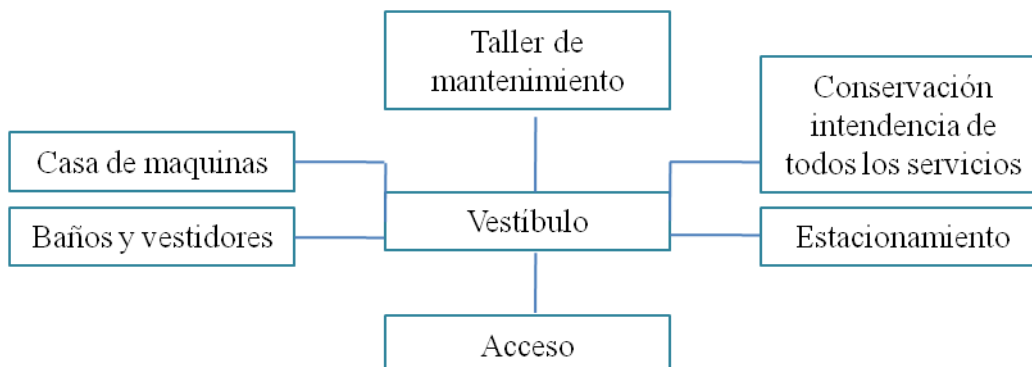 Taller de
mantenimiento
Conservación
intendencia de
todos los servicios
Casa de maquinas
Baños y vestidores
Vestíbulo
Estacionamiento
Acceso